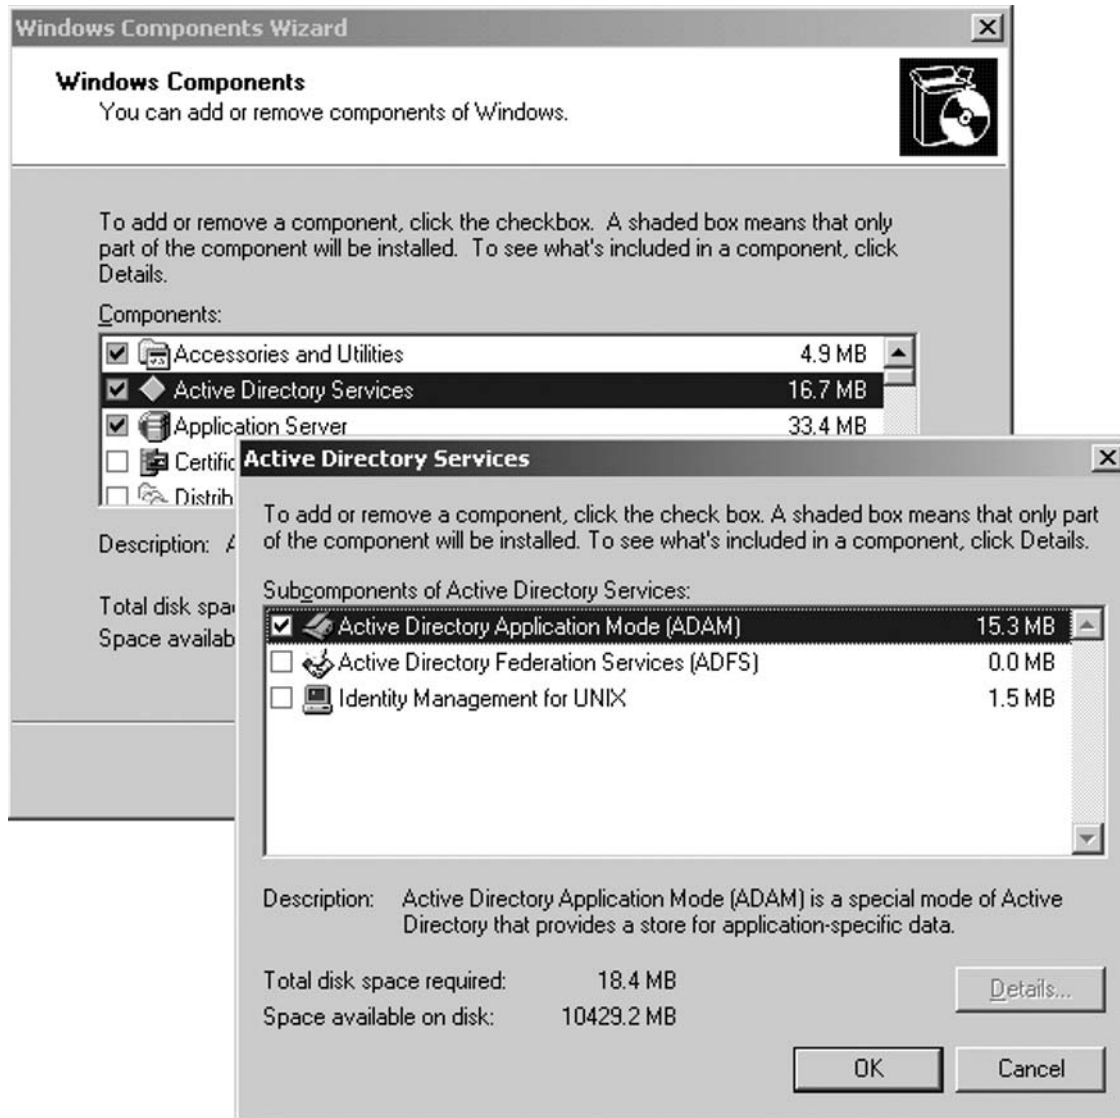 Windows Components Wizard
Windows Components
You can add or remove components of Windows.
To add or remove a component, click the checkbox.  A shaded box means that only
part of the component will be installed.  To see what's included in a component, click
Details.
Components:
Accessories and Utilities 4.9 MB
Active Directory Services 16.7 MB
Application Server 33.4 MB
Certific
Distrib
Description: A
Total disk spa
Space availab
Active Directory Services
To add or remove a component, click the check box. A shaded box means that only part
of the component will be installed. To see what's included in a component, click Details.
Subcomponents of Active Directory Services:
Active Directory Application Mode (ADAM) 15.3 MB
Active Directory Federation Services (ADFS) 0.0 MB
Identity Management for UNIX 1.5 MB
Description: Active Directory Application Mode (ADAM) is a special mode of Active
Directory that provides a store for application-specific data.
Total disk space required: 18.4 MB
Space available on disk: 10429.2 MB
Details...
OK Cancel